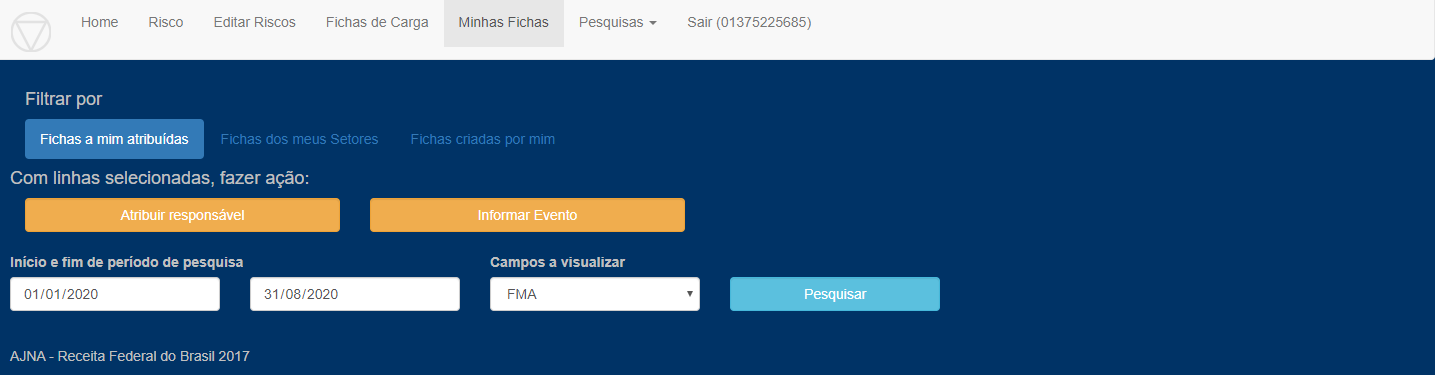 Home Risco Editar Riscos Fichas de Carga Minhas Fichas Pesquisas Sair (01375225685)
Filtrar por
Fichas a mim atribuídas Fichas dos meus Setores Fichas criadas por mim
Com linhas selecionadas, fazer ação:
Atribuir responsável Informar Evento
Início e fim de período de pesquisa Campos a visualizar
01/01/2020 31/08/2020 FMA Pesquisar
AJNA - Receita Federal do Brasil 2017